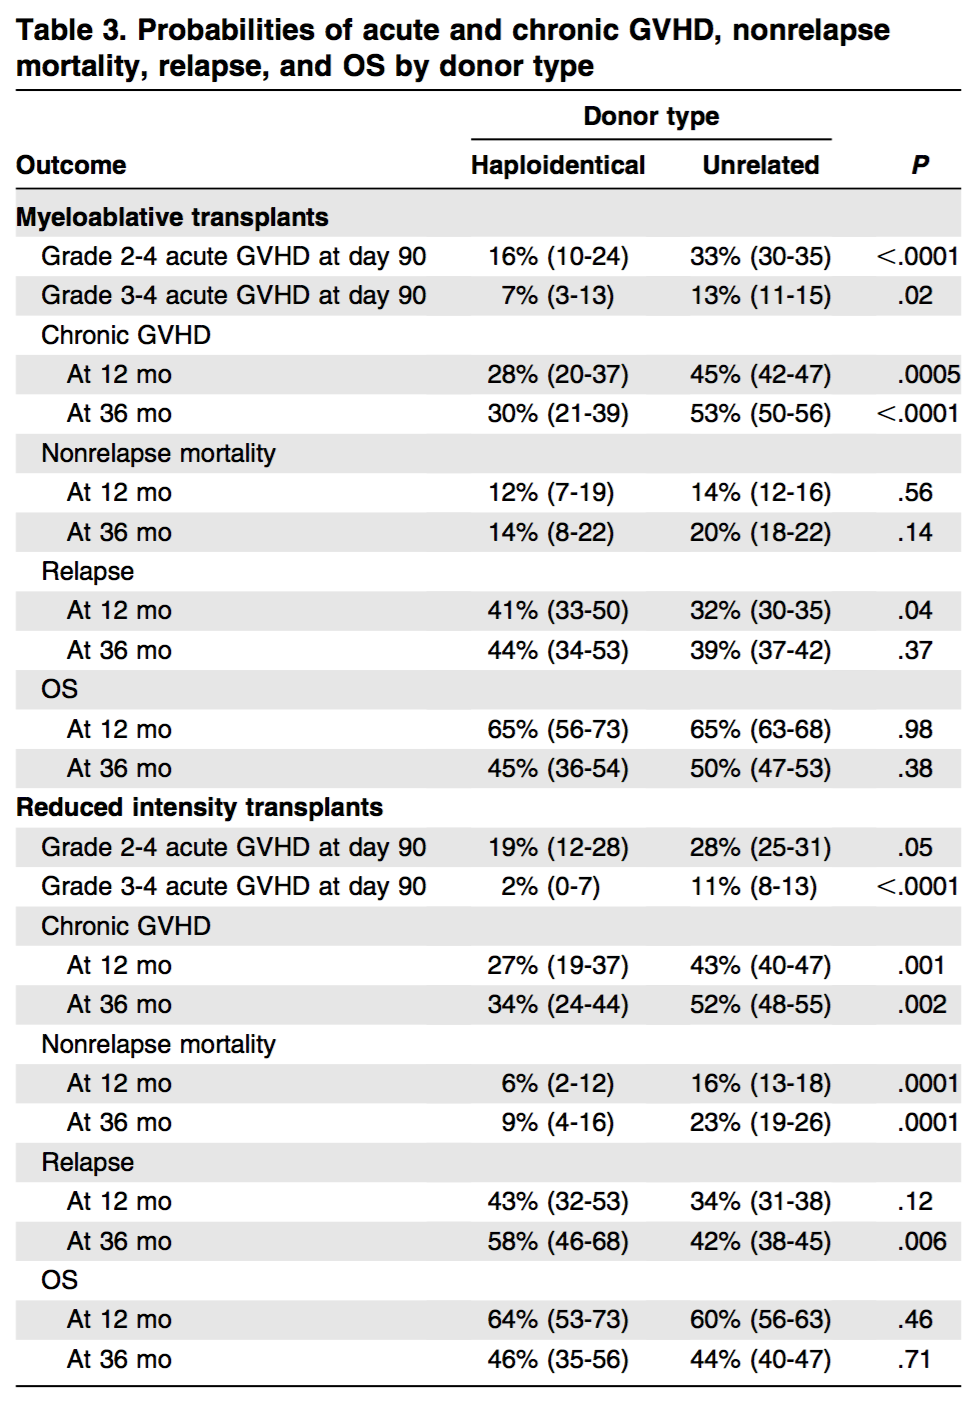 Table 3. Probabilities of acute and chronic GVHD, nonrelapse
mortality, relapse, and OS by donor type
Donor type
Outcome Haploidentical Unrelated P
Myeloablative transplants
Grade 2-4 acute GVHD at day 90 16% (10-24) 33% (30-35) <.0001
Grade 3-4 acute GVHD at day 90 7% (3-13) 13% (11-15) .02
Chronic GVHD
At 12 mo 28% (20-37) 45% (42-47) .0005
At 36 mo 30% (21-39) 53% (50-56) <.0001
Nonrelapse mortality
At 12 mo 12% (7-19) 14% (12-16) .56
At 36 mo 14% (8-22) 20% (18-22) .14
Relapse
At 12 mo 41% (33-50) 32% (30-35) .04
At 36 mo 44% (34-53) 39% (37-42) .37
OS
At 12 mo 65% (56-73) 65% (63-68) .98
At 36 mo 45% (36-54) 50% (47-53) .38
Reduced intensity transplants
Grade 2-4 acute GVHD at day 90 19% (12-28) 28% (25-31) .05
Grade 3-4 acute GVHD at day 90 2% (0-7) 11% (8-13) <.0001
Chronic GVHD
At 12 mo 27% (19-37) 43% (40-47) .001
At 36 mo 34% (24-44) 52% (48-55) .002
Nonrelapse mortality
At 12 mo 6% (2-12) 16% (13-18) .0001
At 36 mo 9% (4-16) 23% (19-26) .0001
Relapse
At 12 mo 43% (32-53) 34% (31-38) .12
At 36 mo 58% (46-68) 42% (38-45) .006
OS
At 12 mo 64% (53-73) 60% (56-63) .46
At 36 mo 46% (35-56) 44% (40-47) .71